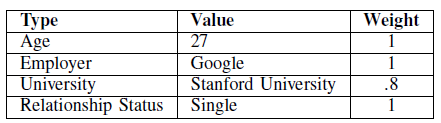 Type Value Weight
Age 27 1
Employer Google 1
University Stanford University .8
Relationship Status Single 1